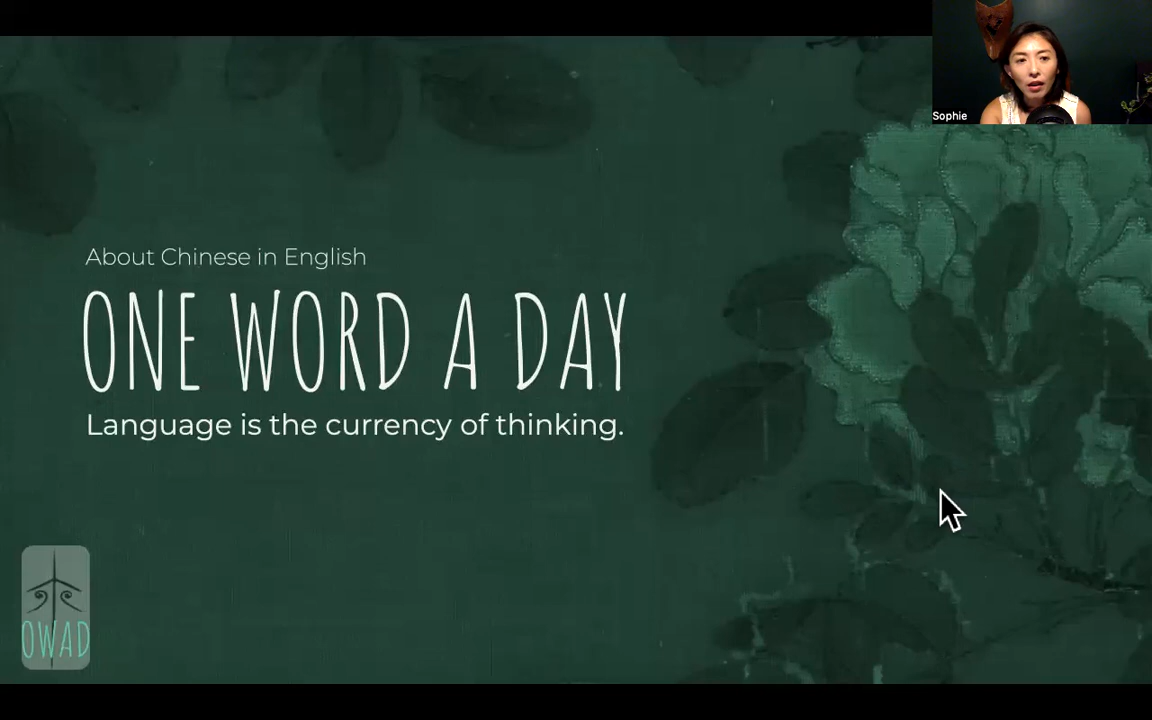 Sophie
About Chinese in English
ONE WORD A DAY
Language is the currency of thinking.
OWAD